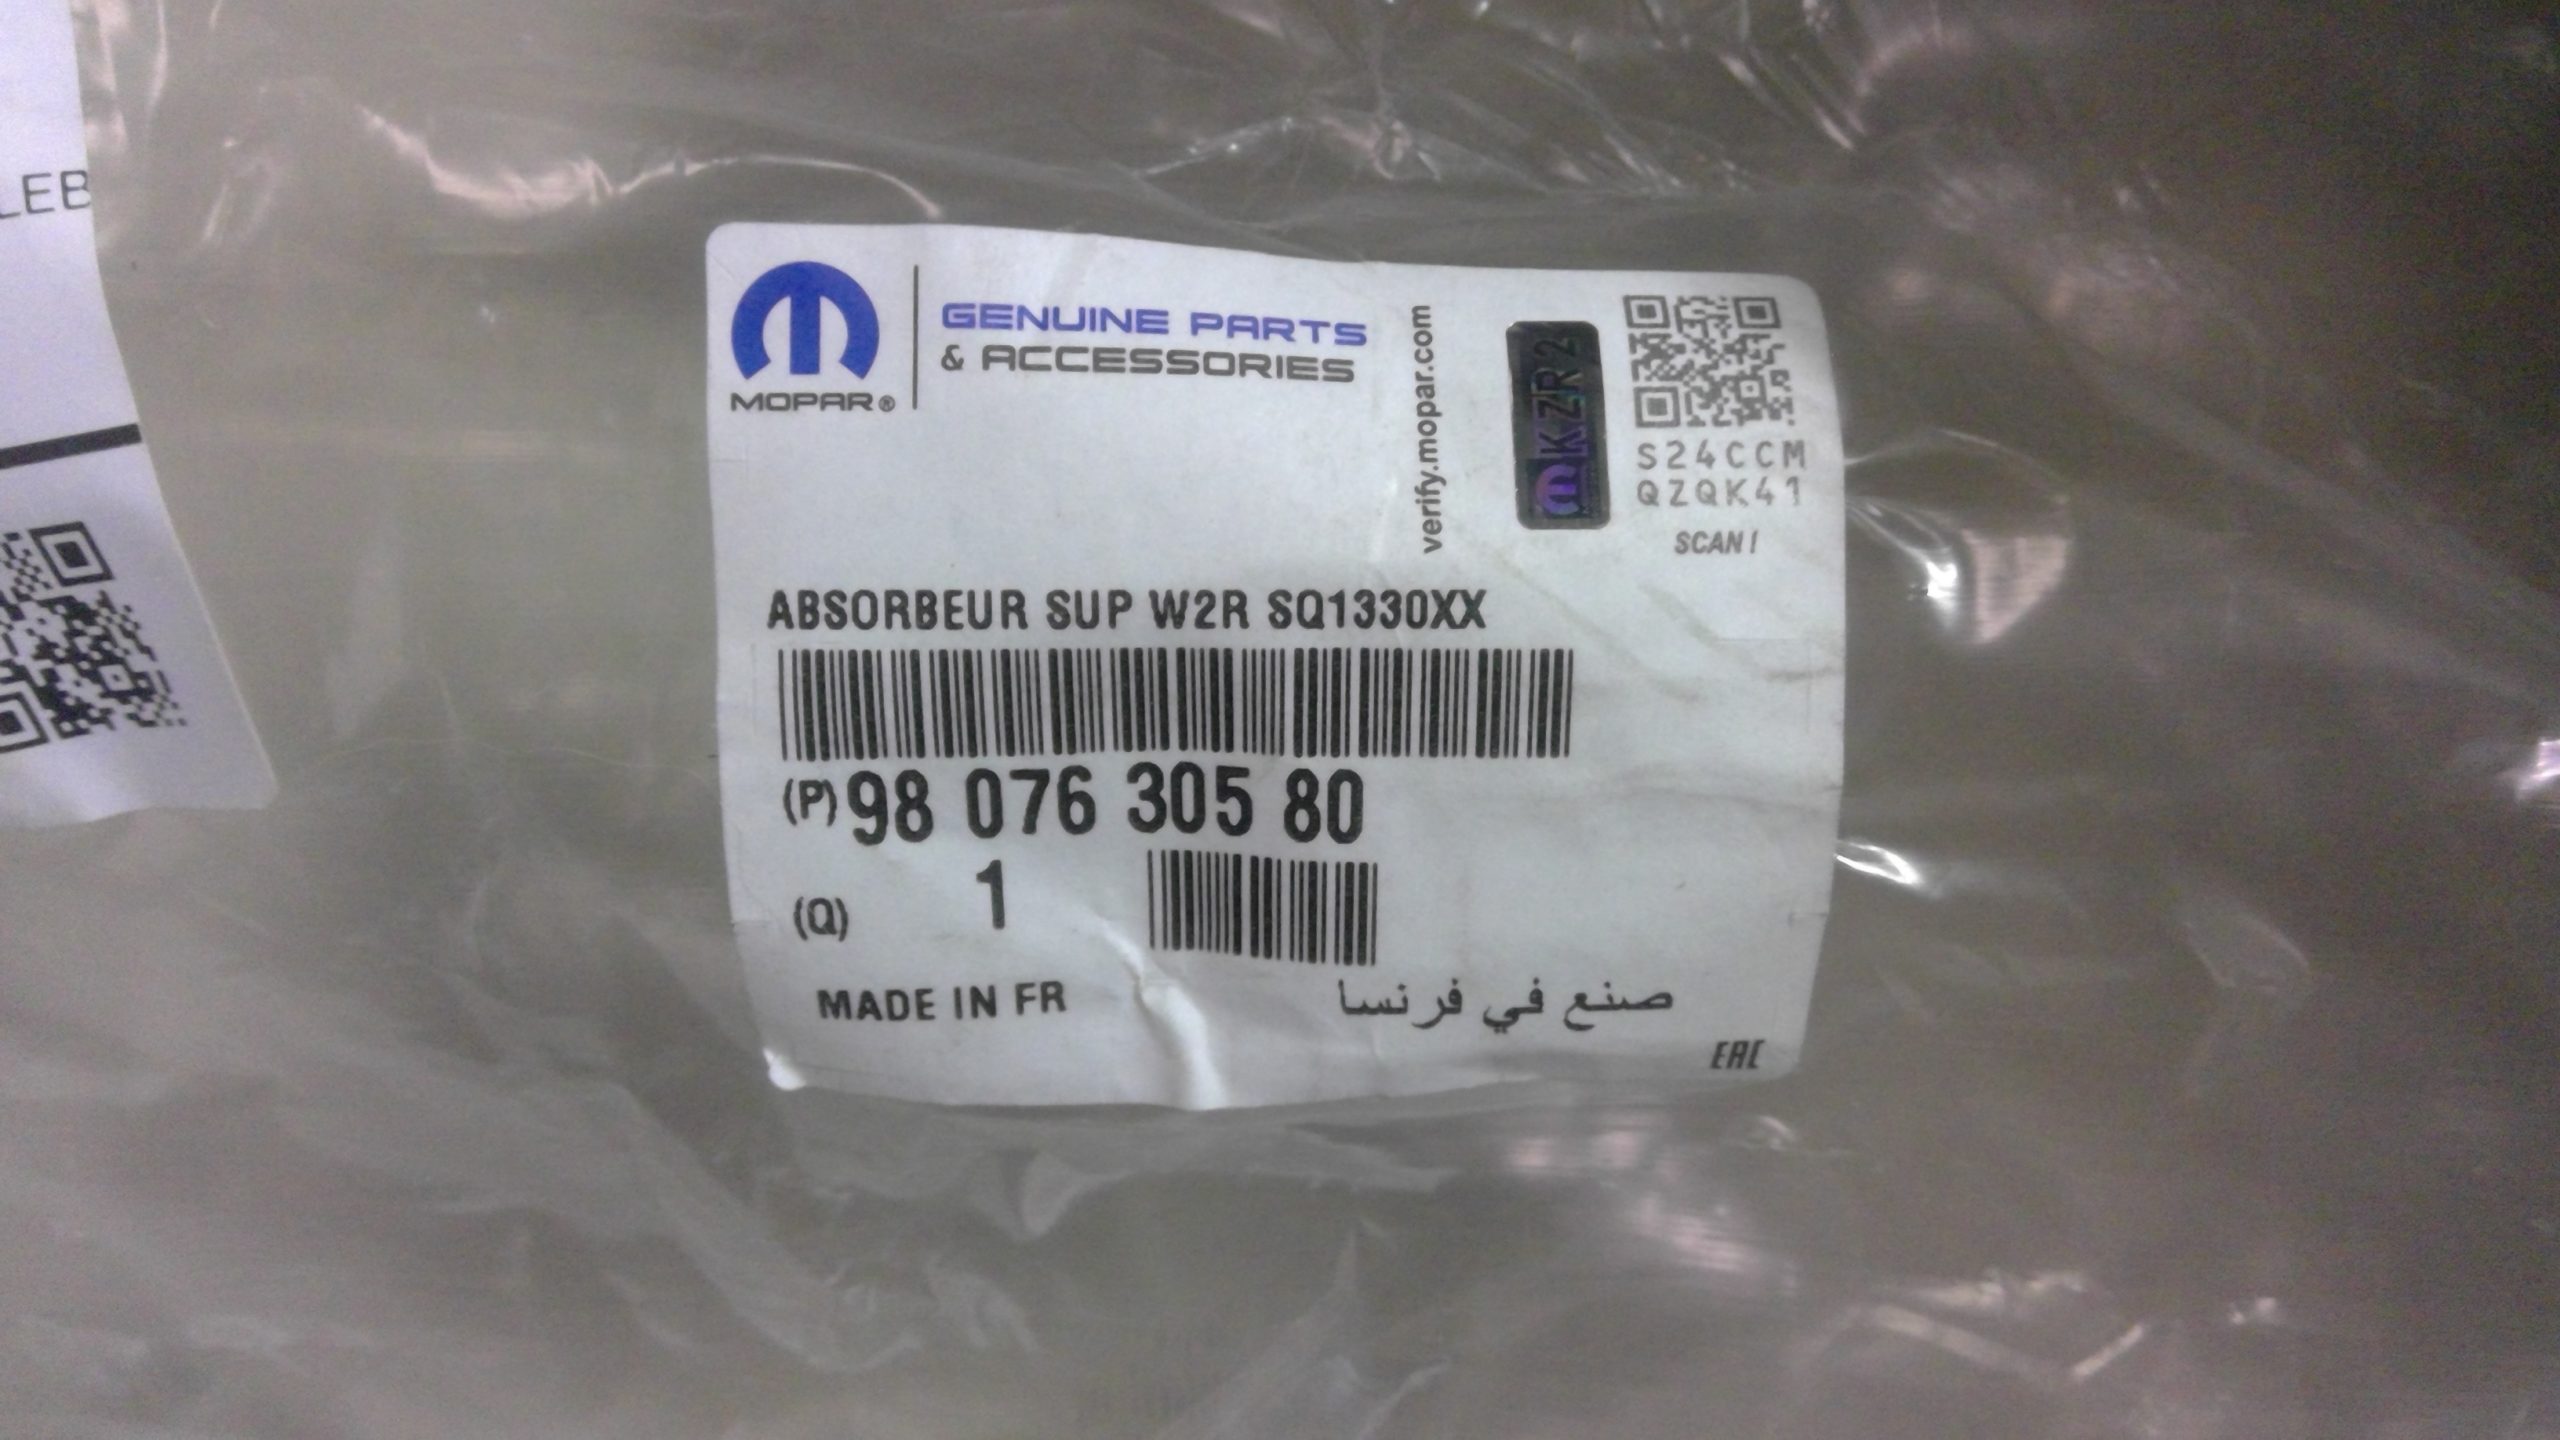 MOPAR®
GENUINE PARTS
& ACCESSORIES
verify.mopar.com
KZR2
S24CCM
QZQK41
SCAN!
ABSORBEUR SUP W2R SQ1330XX
(P) 98 076 305 80
(Q) 1
MADE IN FR
صنع في فرنسا
EAC
LEB